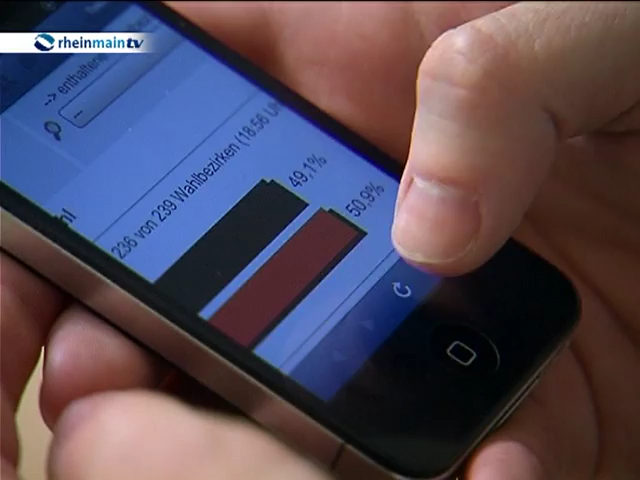 rheinmaintv
--> enthalten
...
236 von 239 Wahlbezirken (18:56
49,1%
50,9%